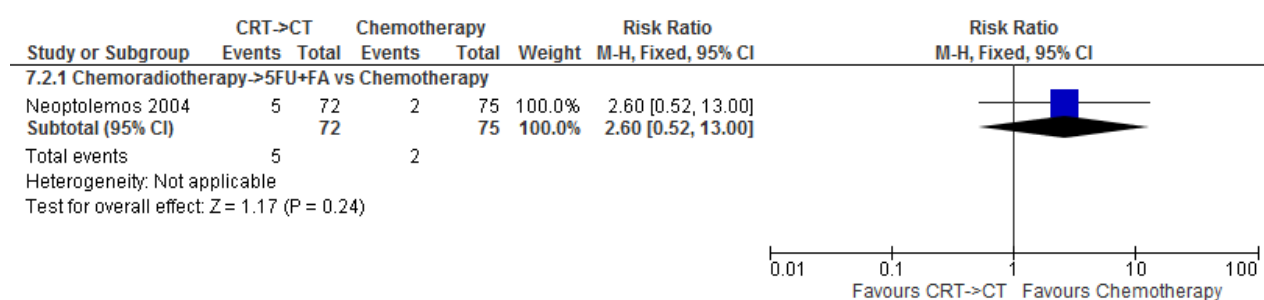 CRT->CT Chemotherapy Risk Ratio Risk Ratio
Study or Subgroup Events Total Events Total Weight M-H, Fixed, 95% CI M-H, Fixed, 95% CI
7.2.1 Chemoradiotherapy->5FU+FA vs Chemotherapy
Neoptolemos 2004 5 72 2 75 100.0% 2.60 [0.52, 13.00]
Subtotal (95% CI) 72 75 100.0% 2.60 [0.52, 13.00]
Total events 5 2
Heterogeneity: Not applicable
Test for overall effect: Z = 1.17 (P = 0.24)
0.01 0.1 1 10 100
Favours CRT->CT Favours Chemotherapy